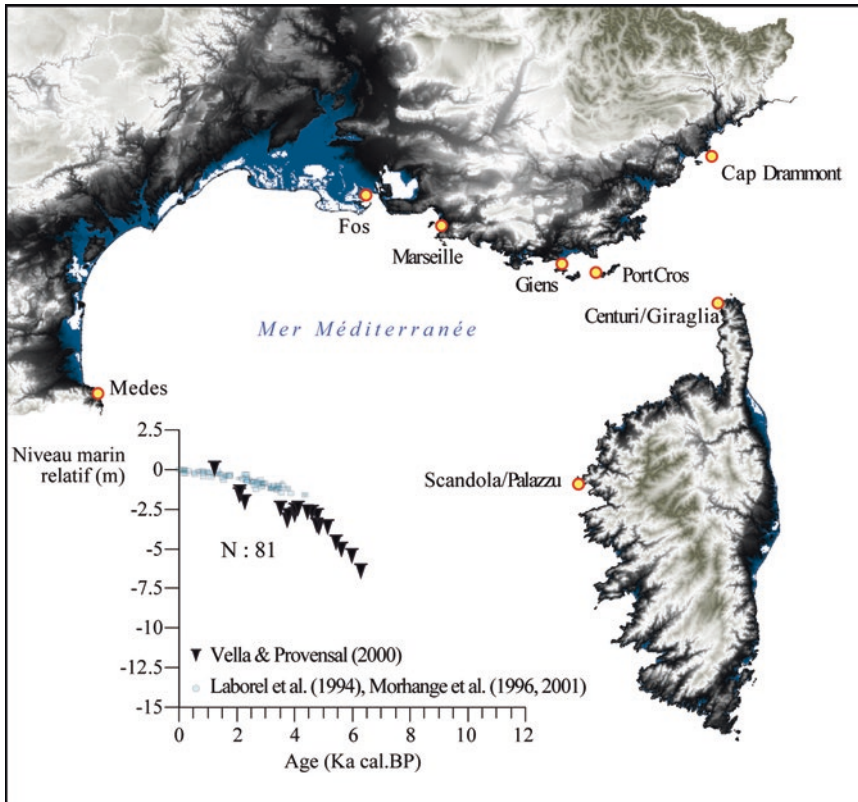 Cap Drammont
Fos
Marseille
Giens
PortCros
Centuri/Giraglia
Mer Méditerranée
Medes
Scandola/Palazzu
Niveau marin
relatif (m)
2.5
0
-2.5
-5
-7.5
-10
-12.5
-15
N : 81
Vella & Provensal (2000)
Laborel et al. (1994), Morhange et al. (1996, 2001)
0 2 4 6 8 10 12
Age (Ka cal.BP)